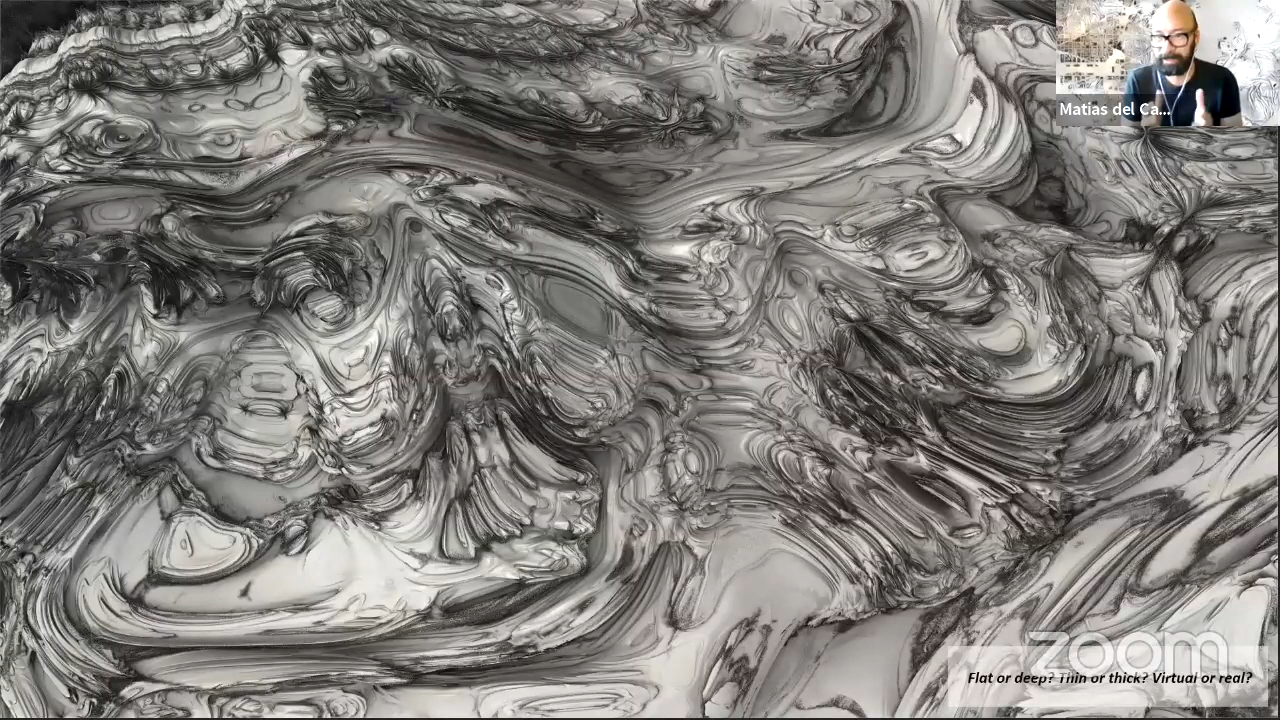 Matias del Ca...
zoom
Flat or deep? Thin or thick? Virtual or real?